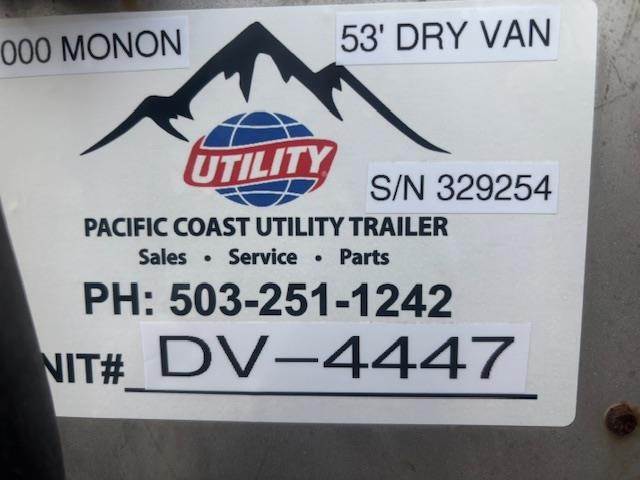 000 MONON
53' DRY VAN
UTILITY
S/N 329254
PACIFIC COAST UTILITY TRAILER
Sales • Service • Parts
PH: 503-251-1242
NIT# DV-4447